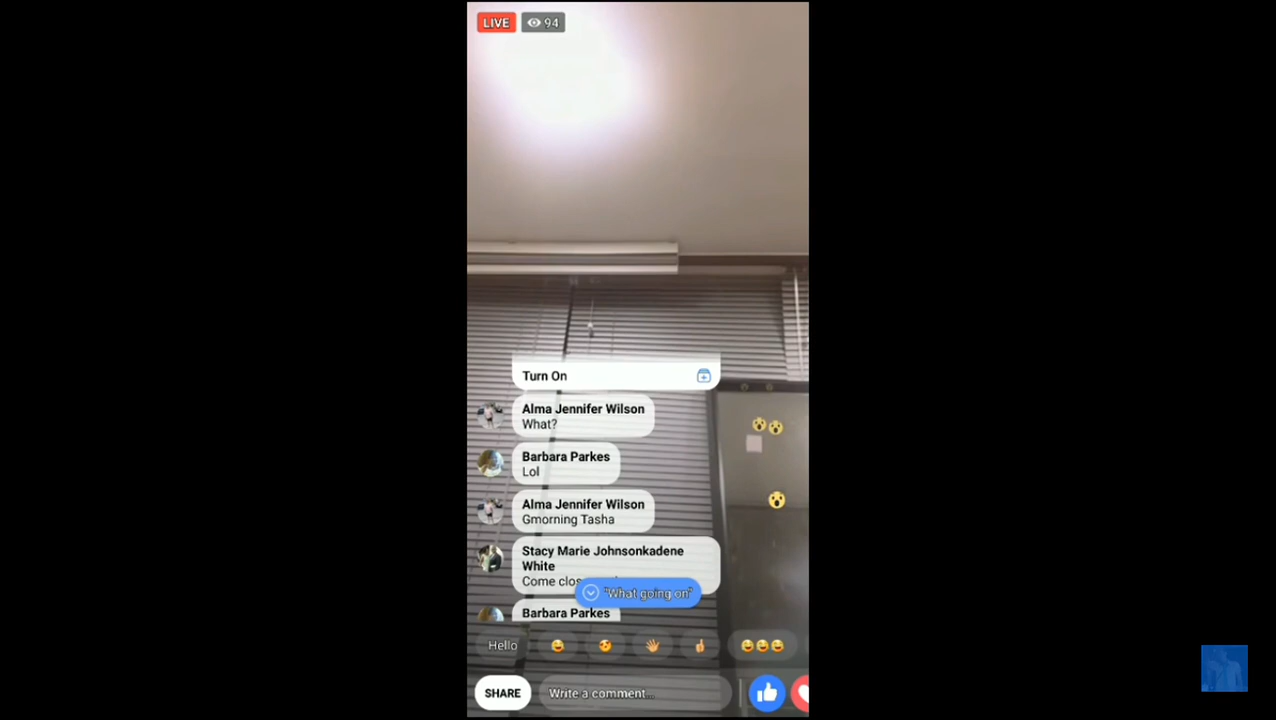 LIVE 94
Turn On
Alma Jennifer Wilson
What?
Barbara Parkes
Lol
Alma Jennifer Wilson
Gmorning Tasha
Stacy Marie Johnsonkadene
White
Come
"What going on"
Barbara Parkes
Hello
SHARE Write a comment...